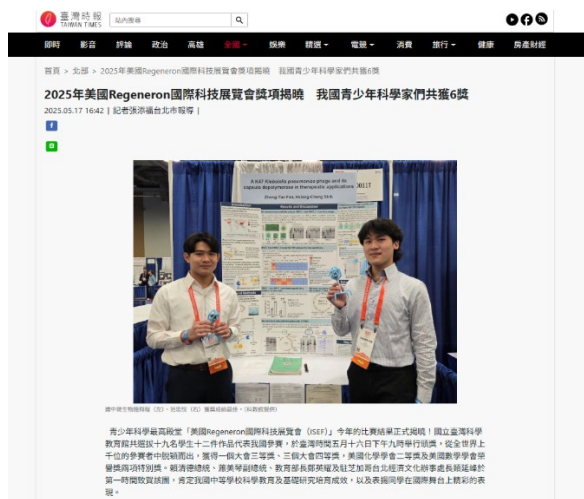 臺灣時報
TAIWAN TIMES
站內搜尋
即時 影音 評論 政治 高雄 全國 娛樂 精選 電競 消費 旅行 健康 房產財經
首頁 > 北部 > 2025年美國Regeneron國際科技展覽會獎項揭曉 我國青少年科學家們共獲6獎
2025年美國Regeneron國際科技展覽會獎項揭曉 我國青少年科學家們共獲6獎
2025.05.17 16:42 | 記者張添福台北市報導 |
A K47 Klebsiella pneumoniae phage and its
capsule depolymerase in therapeutic applications
青少年科學最高殿堂「美國Regeneron國際科技展覽會（ISEF）」今年的比賽結果正式揭曉！國立臺灣科學
教育館共選拔十九名學生十二件作品代表我國參賽，於臺灣時間五月十六日下午九時舉行頒獎，從全世界上
千位的參賽者中脫穎而出，獲得一個大會三等獎、三個大會四等獎，美國化學學會二等獎及美國數學學會榮
譽獎兩項特別獎。賴清德總統、蕭美琴副總統、教育部長鄭英耀及駐芝加哥台北經濟文化辦事處長
第一時間致賀該團，肯定我國中等學校科學教育及基礎研究培育成效，以及表揚同學在國際舞台上精彩的表
現。